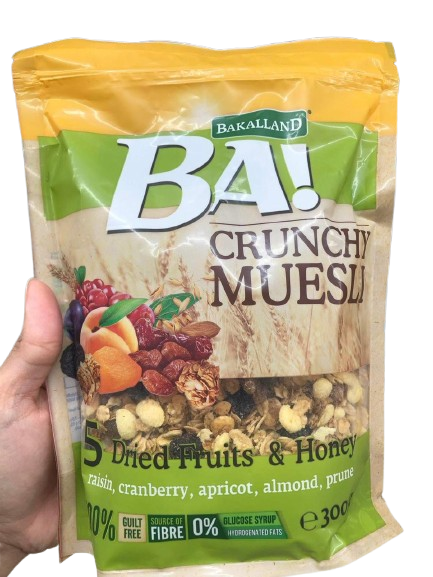 BAKALLAND
BA!
CRUNCHY
MUESLI
5 Dried Fruits & Honey
raisin, cranberry, apricot, almond, prune
GUILT
FREE
SOURCE OF
FIBRE
0%
GLUCOSE SYRUP
HYDROGENATED FATS
e300g